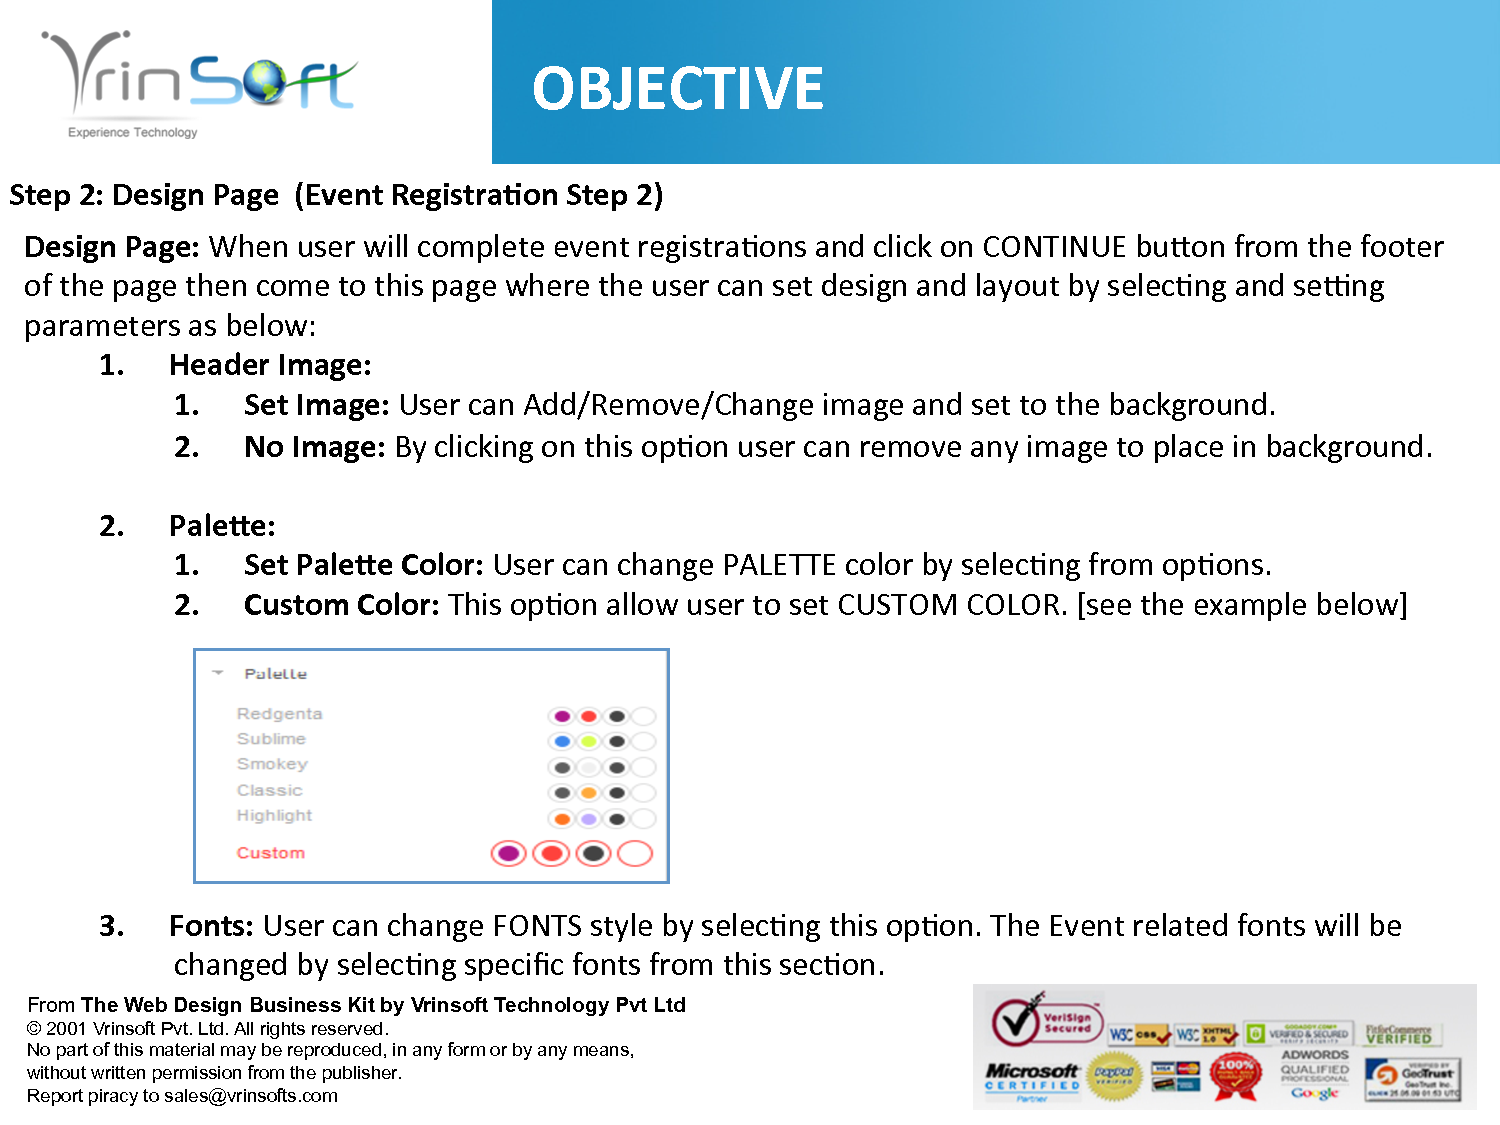 VrinSoft
Experience Technology
OBJECTIVE
Step 2: Design Page (Event Registration Step 2)
Design Page: When user will complete event registrations and click on CONTINUE button from the footer
of the page then come to this page where the user can set design and layout by selecting and setting
parameters as below:
1. Header Image:
1. Set Image: User can Add/Remove/Change image and set to the background.
2. No Image: By clicking on this option user can remove any image to place in background.
2. Palette:
1. Set Palette Color: User can change PALETTE color by selecting from options.
2. Custom Color: This option allow user to set CUSTOM COLOR. [see the example below]
Palette
Redgenta
Sublime
Smokey
Classic
Highlight
Custom
3. Fonts: User can change FONTS style by selecting this option. The Event related fonts will be
changed by selecting specific fonts from this section.
From The Web Design Business Kit by Vrinsoft Technology Pvt Ltd
© 2001 Vrinsoft Pvt. Ltd. All rights reserved.
No part of this material may be reproduced, in any form or by any means,
without written permission from the publisher.
Report piracy to sales@vrinsofts.com
VeriSign
Secured
W3C CSS
W3C XHTML 1.0
VERIFIED & SECURED
FitforCommerce
VERIFIED
Microsoft
CERTIFIED
Partner
PayPal
VERIFIED
100%
ADWORDS
QUALIFIED
PROFESSIONAL
Google
GeoTrust
GeoTrust Inc.